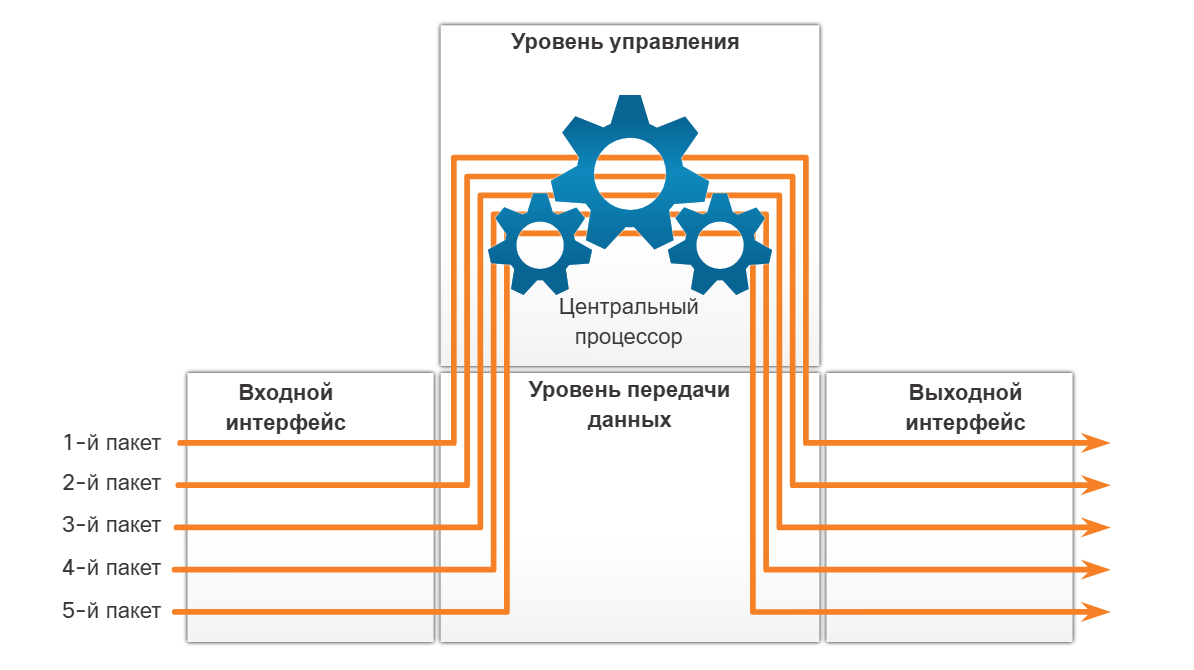 Уровень управления
Центральный
процессор
Входной
интерфейс
Уровень передачи
данных
Выходной
интерфейс
1-й пакет
2-й пакет
3-й пакет
4-й пакет
5-й пакет